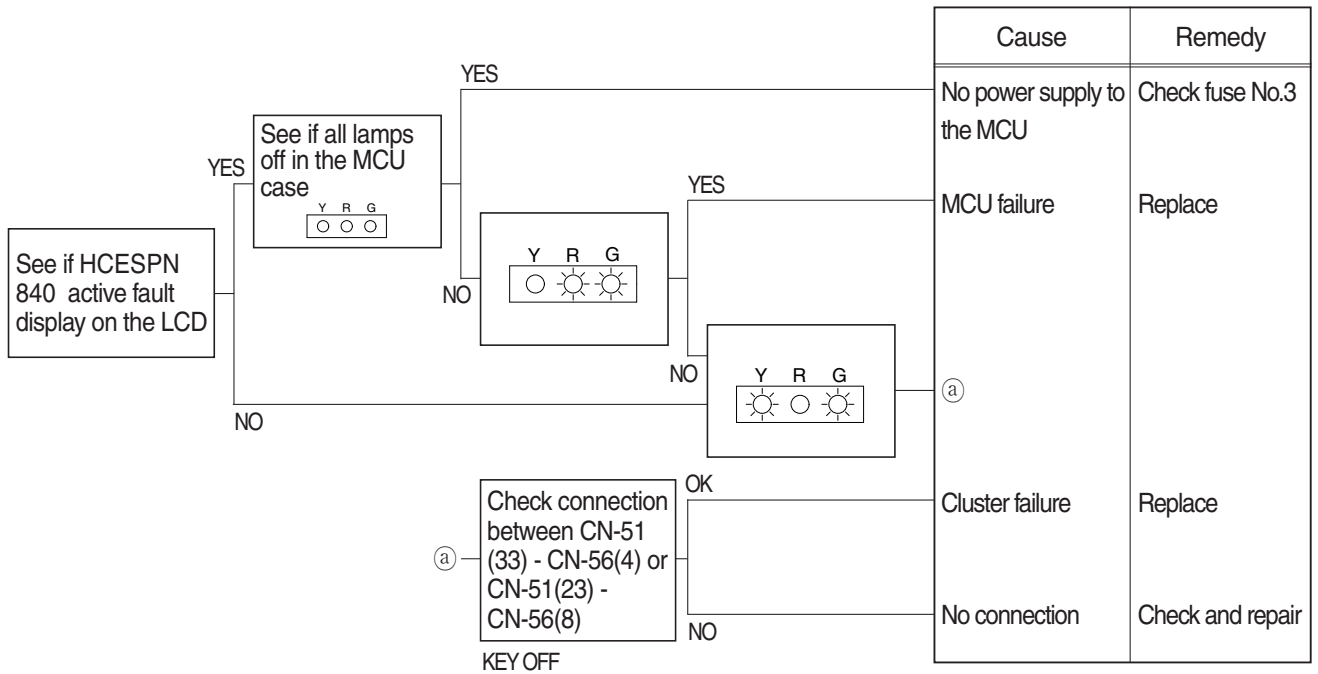 Cause
Remedy
YES
No power supply to
the MCU
Check fuse No.3
See if all lamps
off in the MCU
case
Y R G
YES
YES
MCU failure
Replace
See if HCESPN
840 active fault
display on the LCD
Y R G
NO
NO
Y R G
ⓐ
NO
Check connection
between CN-51
(33) - CN-56(4) or
CN-51(23) -
CN-56(8)
OK
Cluster failure
Replace
ⓐ
NO
No connection
Check and repair
KEY OFF